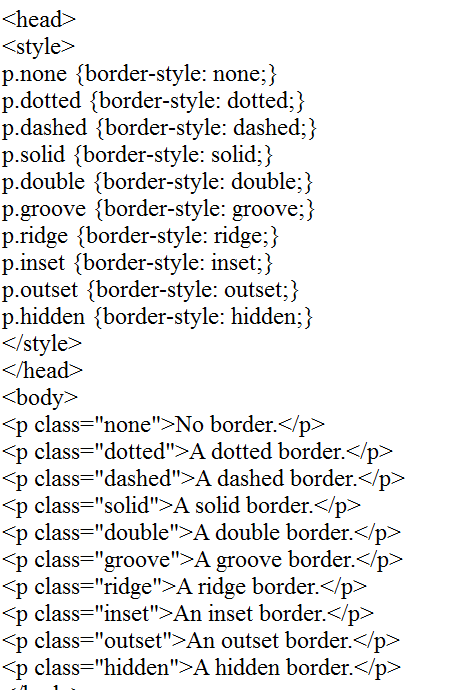 <head>
<style>
p.none {border-style: none;}
p.dotted {border-style: dotted;}
p.dashed {border-style: dashed;}
p.solid {border-style: solid;}
p.double {border-style: double;}
p.groove {border-style: groove;}
p.ridge {border-style: ridge;}
p.inset {border-style: inset;}
p.outset {border-style: outset;}
p.hidden {border-style: hidden;}
</style>
</head>
<body>
<p class="none">No border.</p>
<p class="dotted">A dotted border.</p>
<p class="dashed">A dashed border.</p>
<p class="solid">A solid border.</p>
<p class="double">A double border.</p>
<p class="groove">A groove border.</p>
<p class="ridge">A ridge border.</p>
<p class="inset">An inset border.</p>
<p class="outset">An outset border.</p>
<p class="hidden">A hidden border.</p>